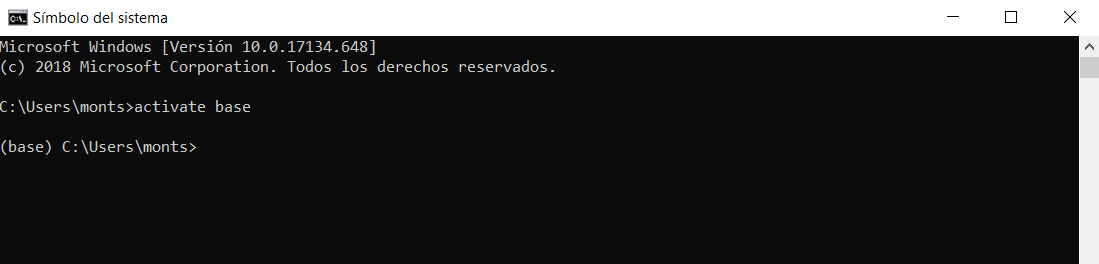 Símbolo del sistema
Microsoft Windows [Versión 10.0.17134.648]
(c) 2018 Microsoft Corporation. Todos los derechos reservados.
C:\Users\monts>activate base
(base) C:\Users\monts>